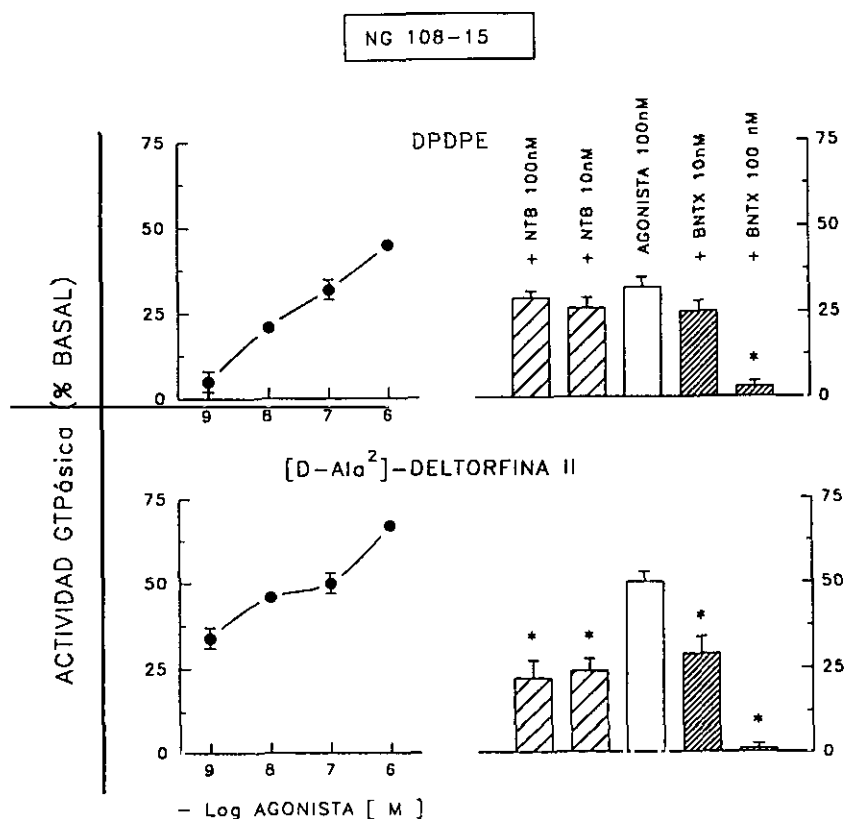 NG 108-15
ACTIVIDAD GTPásica (% BASAL)
DPDPE
75
50
25
0
9 8 7 6
+ NTB 100nM
+ NTB 10nM
AGONISTA 100nM
+ BNTX 10nM
+ BNTX 100 nM
*
75
50
25
0
[D-Ala²]-DELTORFINA II
75
50
25
0
9 8 7 6
- Log AGONISTA [ M ]
* * * *
75
50
25
0